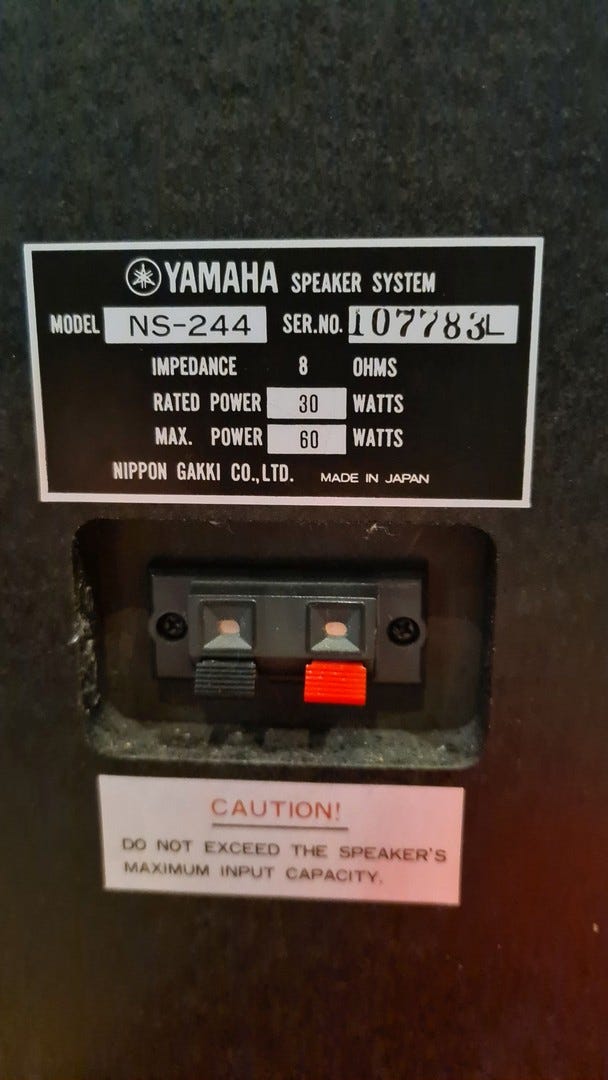 YAMAHA SPEAKER SYSTEM
MODEL NS-244 SER.NO. 107783L
IMPEDANCE 8 OHMS
RATED POWER 30 WATTS
MAX. POWER 60 WATTS
NIPPON GAKKI CO.,LTD. MADE IN JAPAN
CAUTION!
DO NOT EXCEED THE SPEAKER'S
MAXIMUM INPUT CAPACITY.